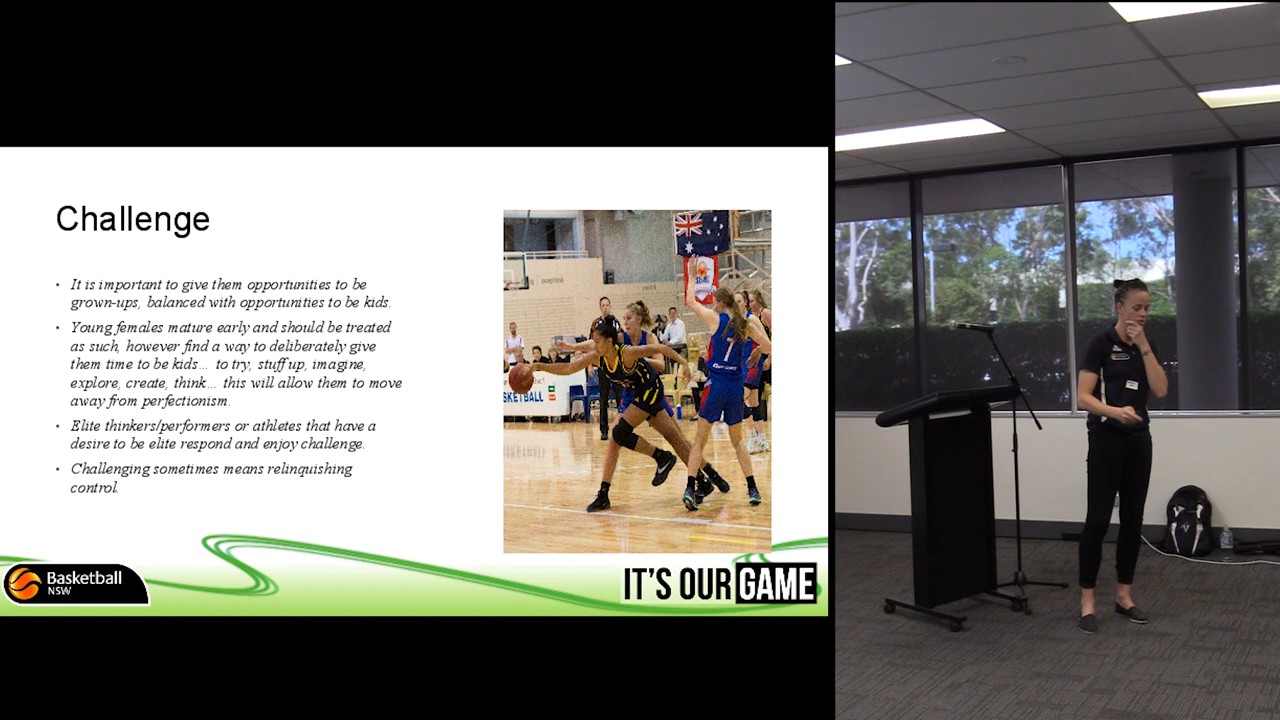 Challenge
• It is important to give them opportunities to be
grown-ups, balanced with opportunities to be kids.
• Young females mature early and should be treated
as such, however find a way to deliberately give
them time to be kids... to try, stuff up, imagine,
explore, create, think... this will allow them to move
away from perfectionism.
• Elite thinkers/performers or athletes that have a
desire to be elite respond and enjoy challenge.
• Challenging sometimes means relinquishing
control.
1
SKETBALL
Basketball
NSW
IT'S OUR GAME